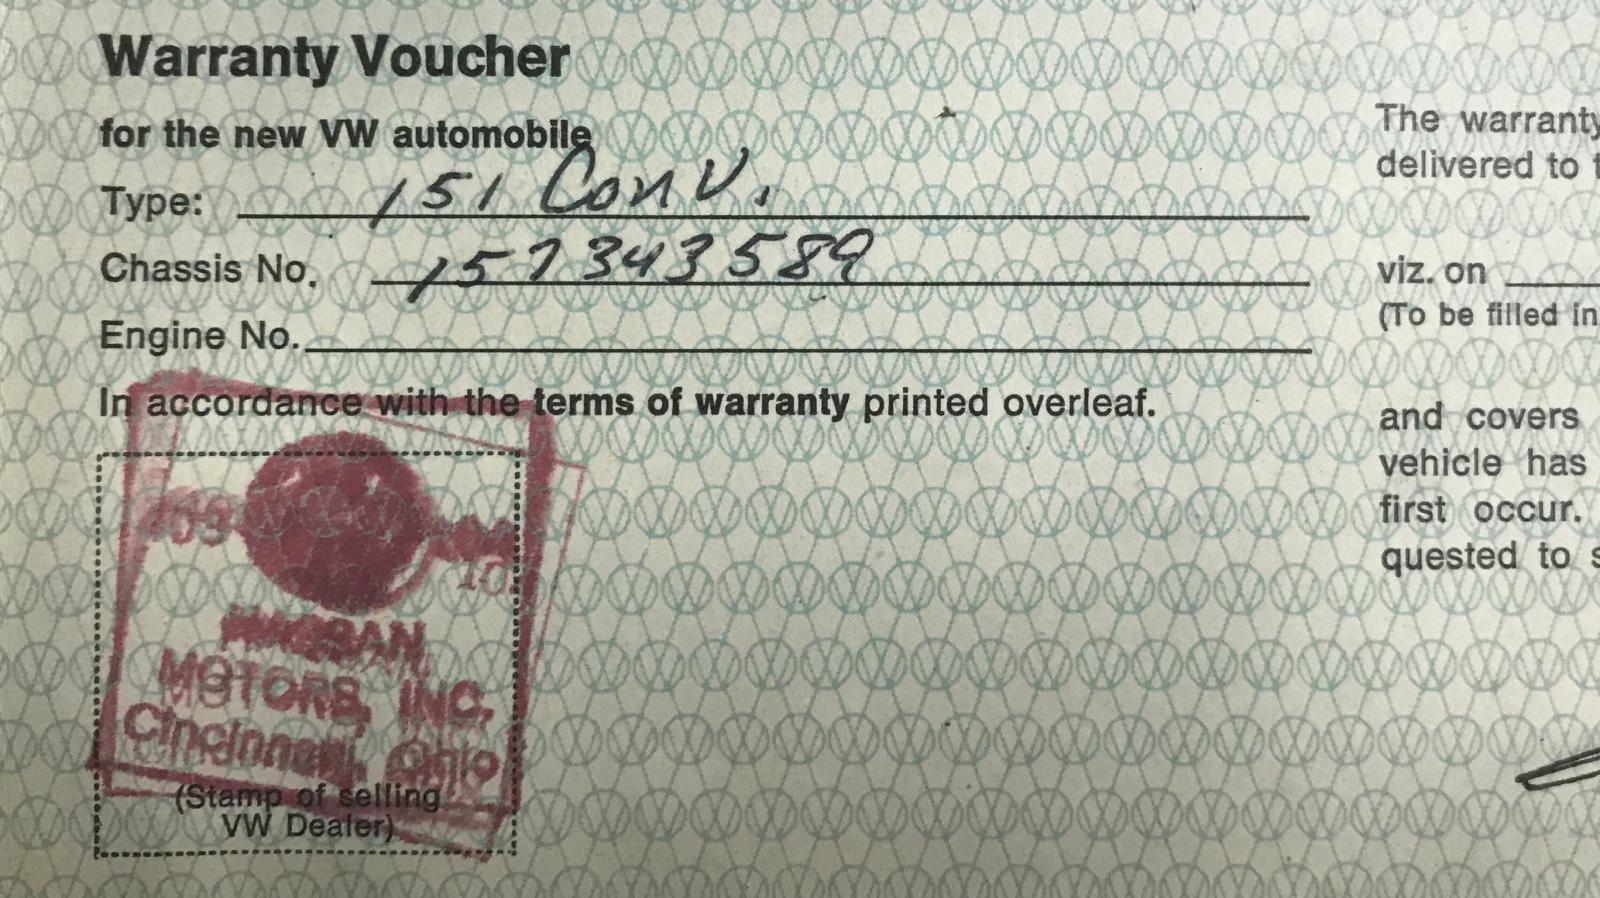 Warranty Voucher
for the new VW automobile
Type: 151 Conv.
Chassis No. 157343589
Engine No.
In accordance with the terms of warranty printed overleaf.
MOTORS, INC.
Cincinnati, Ohio
(Stamp of selling
VW Dealer)
The warranty
delivered to t
viz. on
(To be filled in
and covers
vehicle has
first occur.
quested to s